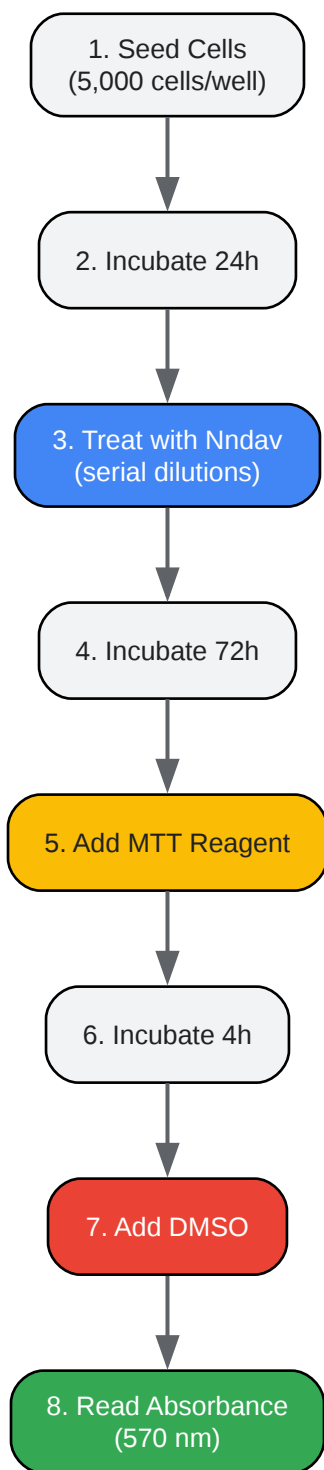 1. Seed Cells
(5,000 cells/well)
2. Incubate 24h
3. Treat with Nndav
(serial dilutions)
4. Incubate 72h
5. Add MTT Reagent
6. Incubate 4h
7. Add DMSO
8. Read Absorbance
(570 nm)